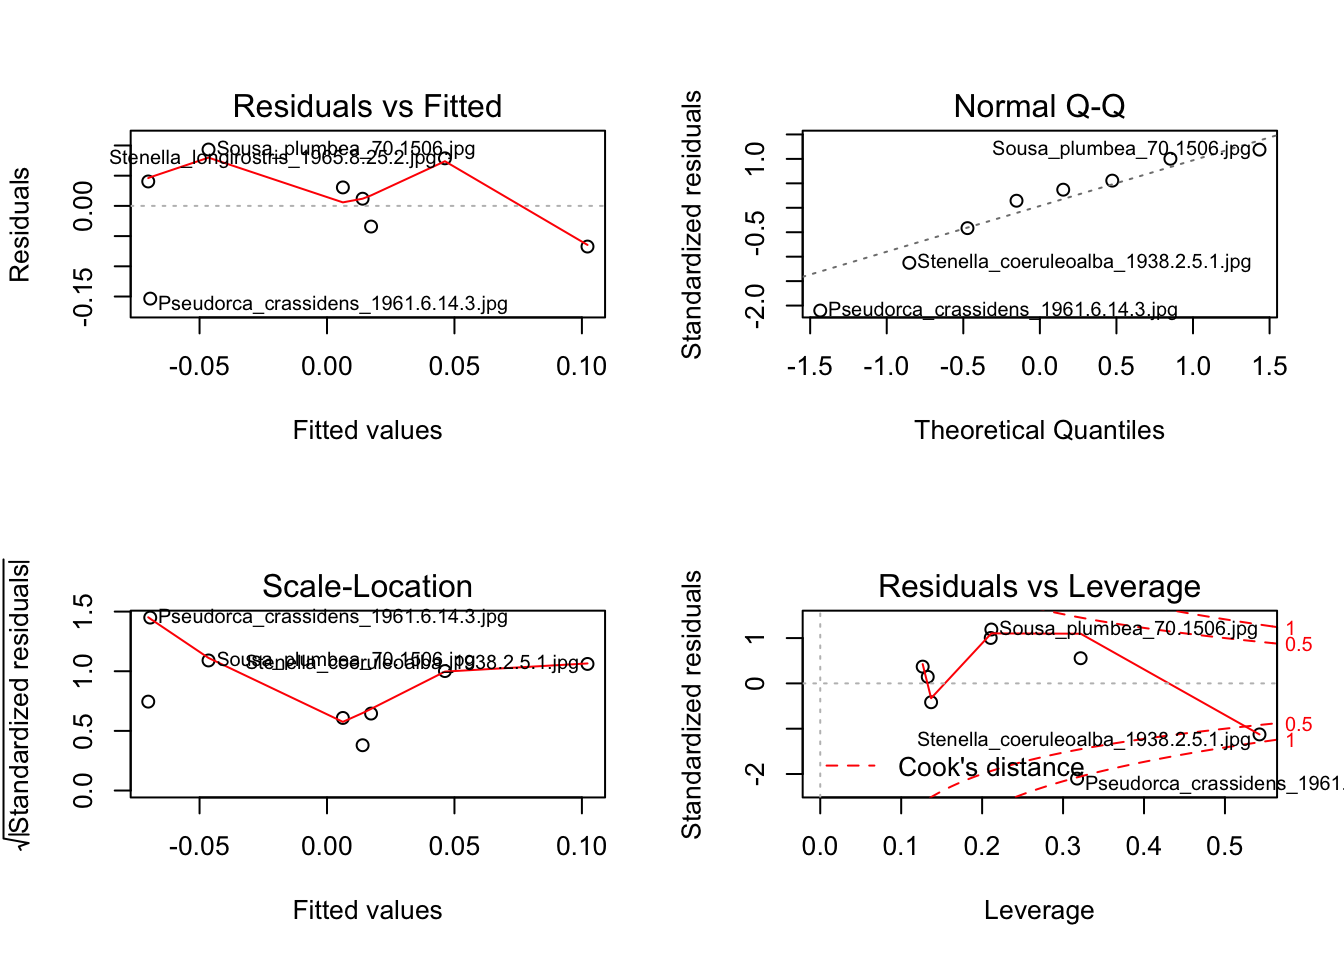 Residuals vs Fitted
Residuals
0.00
-0.15
Sousa_plumbea_70.1506.jpg
Stenella_longirostris_1965.8-25.2.jpg
Pseudorca_crassidens_1961.6.14.3.jpg
-0.05 0.00 0.05 0.10
Fitted values
Normal Q-Q
Standardized residuals
1.0
-0.5
-2.0
Sousa_plumbea_70.1506.jpg
Stenella_coeruleoalba_1938.2.5.1.jpg
Pseudorca_crassidens_1961.6.14.3.jpg
-1.5 -0.5 0.0 0.5 1.0 1.5
Theoretical Quantiles
Scale-Location
√|Standardized residuals|
1.5
1.0
0.5
0.0
Pseudorca_crassidens_1961.6.14.3.jpg
Sousa_plumbea_70.1506.jpg
Stenella_coeruleoalba_1938.2.5.1.jpg
-0.05 0.00 0.05 0.10
Fitted values
Residuals vs Leverage
Standardized residuals
1
0
-2
Sousa_plumbea_70.1506.jpg
1
0.5
0.5
1
Stenella_coeruleoalba_1938.2.5.1.jpg
Cook's distance
Pseudorca_crassidens_1961.
0.0 0.1 0.2 0.3 0.4 0.5
Leverage